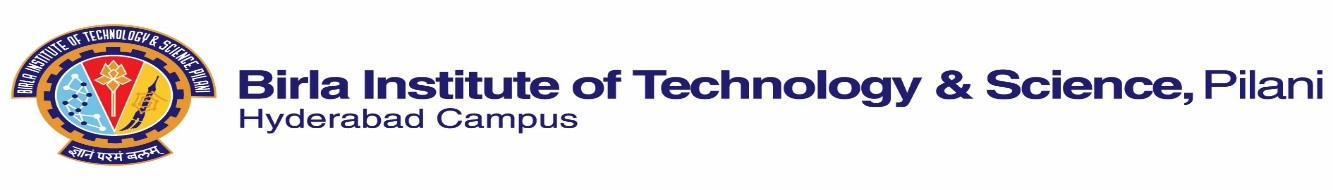 BIRLA INSTITUTE OF TECHNOLOGY & SCIENCE, PILANI
ज्ञानं परमं बलम्
Birla Institute of Technology & Science, Pilani
Hyderabad Campus